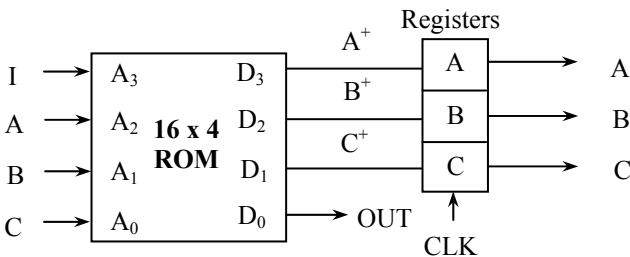 Registers
I A₃ D₃ A⁺ A A
A A₂ 16 x 4 D₂ B⁺ B B
B A₁ ROM D₁ C⁺ C C
C A₀ D₀ OUT
CLK